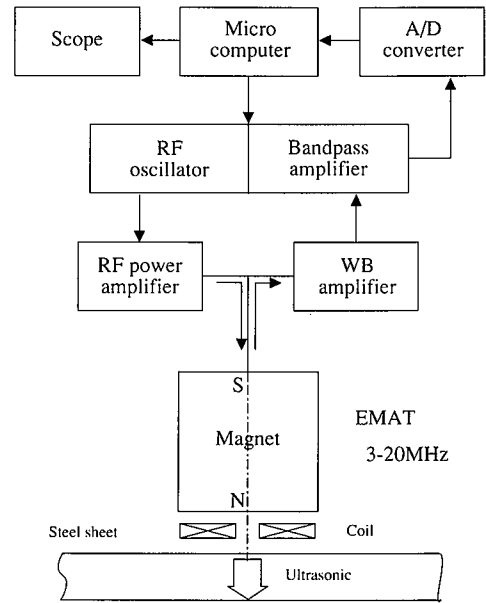 Scope
Micro
computer
A/D
converter
RF
oscillator
Bandpass
amplifier
RF power
amplifier
WB
amplifier
S
Magnet
N
EMAT
3-20MHz
Steel sheet
Coil
Ultrasonic